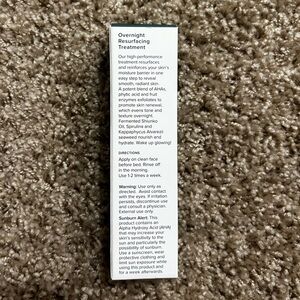 Overnight
Resurfacing
Treatment
Our high-performance
treatment resurfaces
and reinforces your skin's
moisture barrier in one
easy step to reveal
smooth, radiant skin.
A potent blend of AHAs,
phytic acid and fruit
enzymes exfoliates to
promote skin renewal,
which evens tone and
texture overnight.
Fermented Shiunko
Oil, Spirulina and
Kappaphycus Alvarezii
seaweed nourish and
hydrate. Wake up glowing!
DIRECTIONS
Apply on clean face
before bed. Rinse off
in the morning.
Use 1-2 times a week.
Warning: Use only as
directed. Avoid contact
with the eyes. If irritation
persists, discontinue use
and consult a physician.
External use only.
Sunburn Alert: This
product contains an
Alpha Hydroxy Acid (AHA)
that may increase your
skin's sensitivity to the
sun and particularly the
possibility of sunburn.
Use a sunscreen, wear
protective clothing and
limit sun exposure while
using this product and
for a week afterwards.